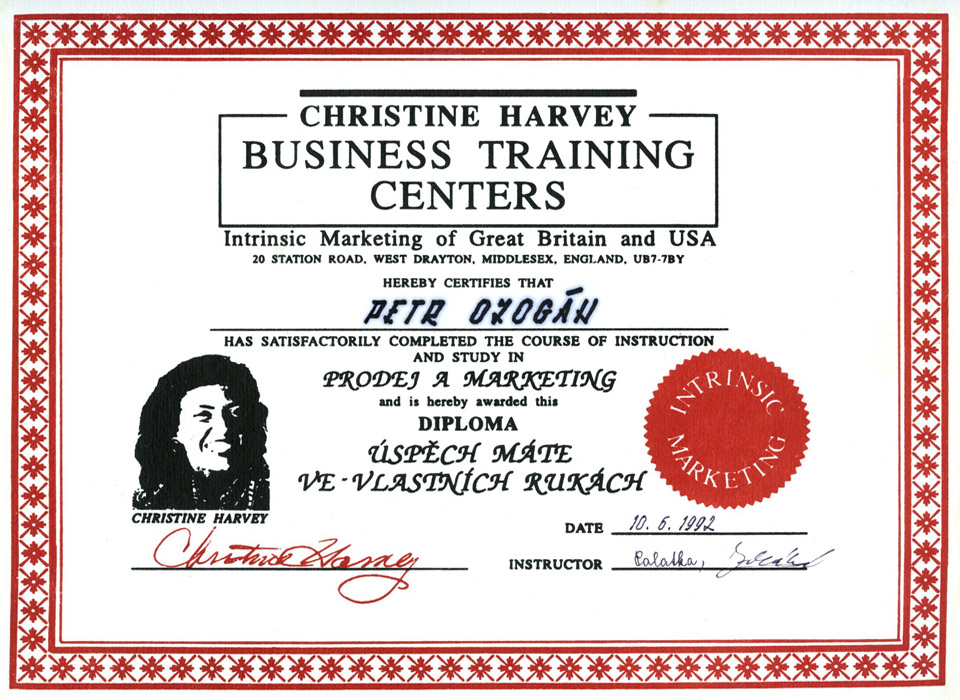 CHRISTINE HARVEY
BUSINESS TRAINING
CENTERS
Intrinsic Marketing of Great Britain and USA
20 STATION ROAD, WEST DRAYTON, MIDDLESEX, ENGLAND, UB7-7BY
HEREBY CERTIFIES THAT
PETR OZOGÁN
HAS SATISFACTORILY COMPLETED THE COURSE OF INSTRUCTION
AND STUDY IN
PRODEJ A MARKETING
and is hereby awarded this
DIPLOMA
ÚSPĚCH MÁTE
VE-VLASTNÍCH RUKÁCH
INTRINSIC
MARKETING
CHRISTINE HARVEY
Christine Harvey
DATE 10. 6. 1992
INSTRUCTOR Palatka,